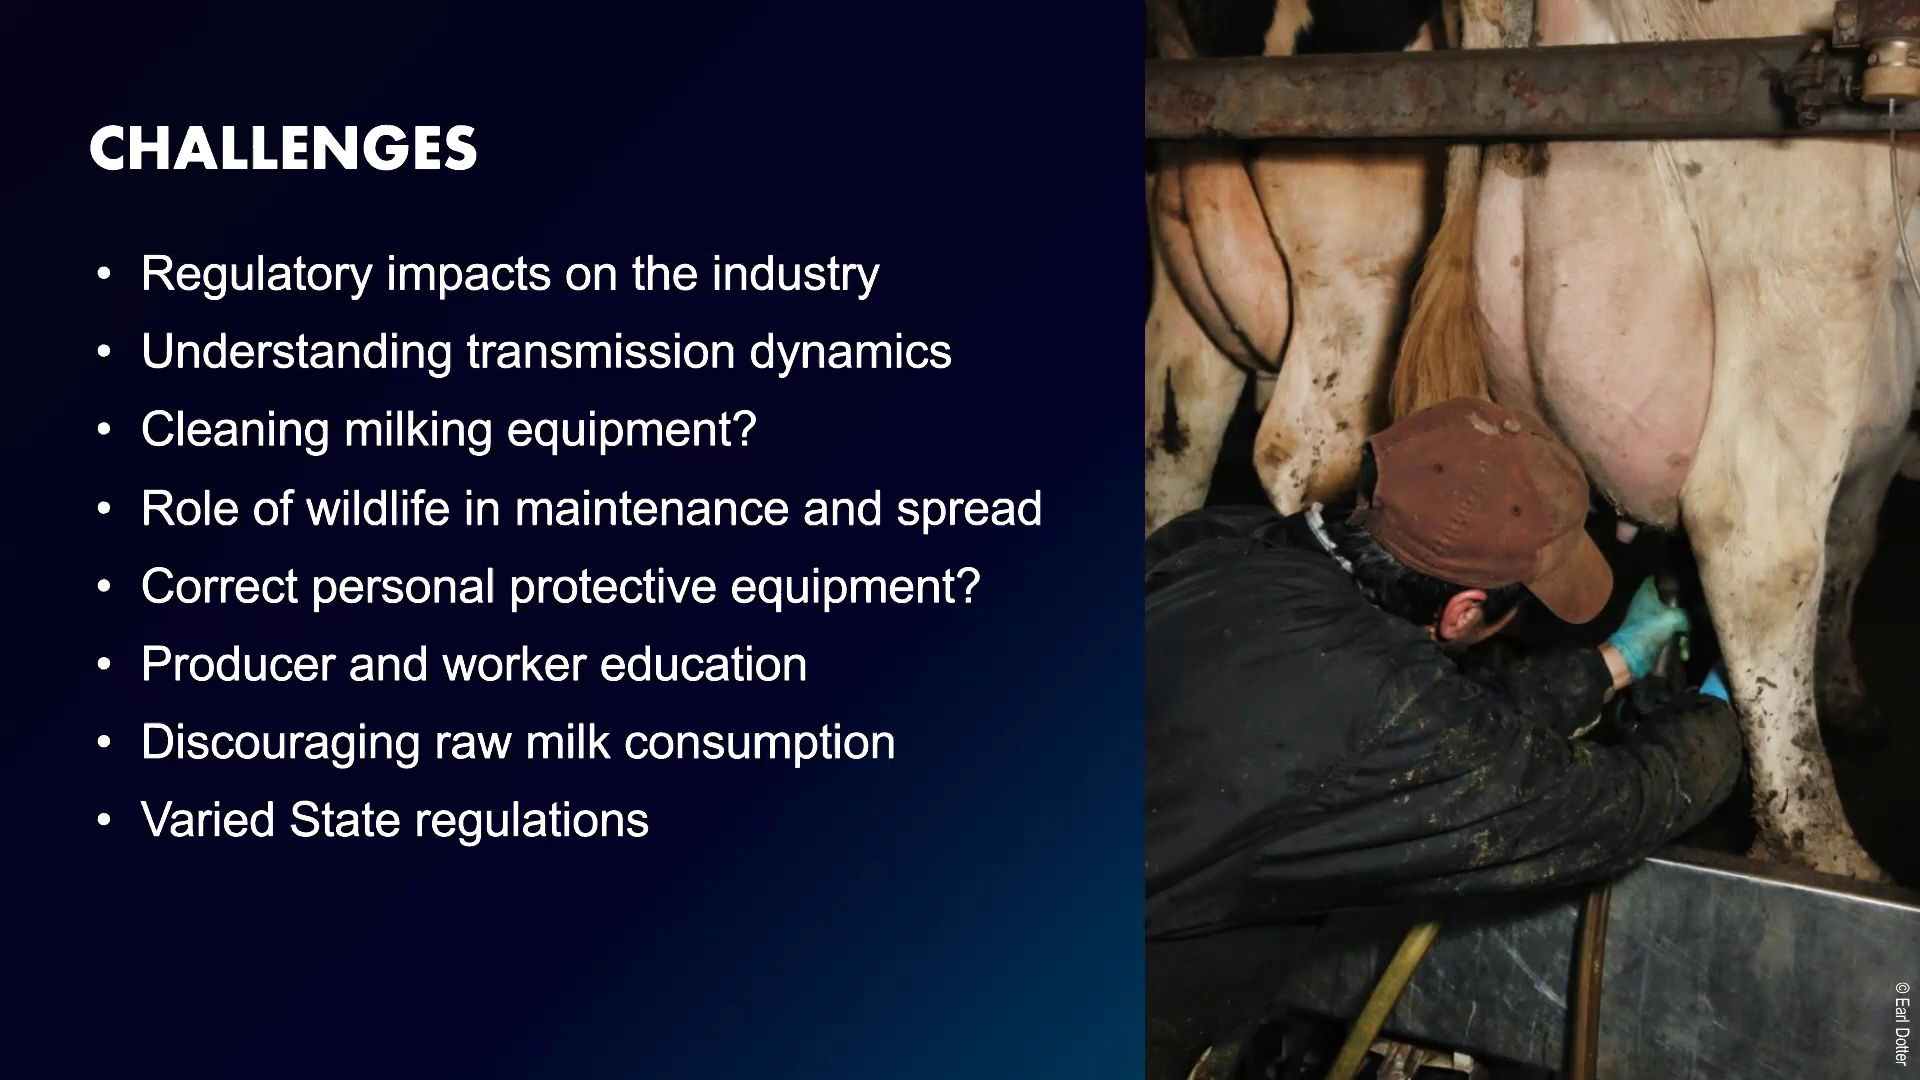 CHALLENGES
• Regulatory impacts on the industry
• Understanding transmission dynamics
• Cleaning milking equipment?
• Role of wildlife in maintenance and spread
• Correct personal protective equipment?
• Producer and worker education
• Discouraging raw milk consumption
• Varied State regulations
© Earl Dotter